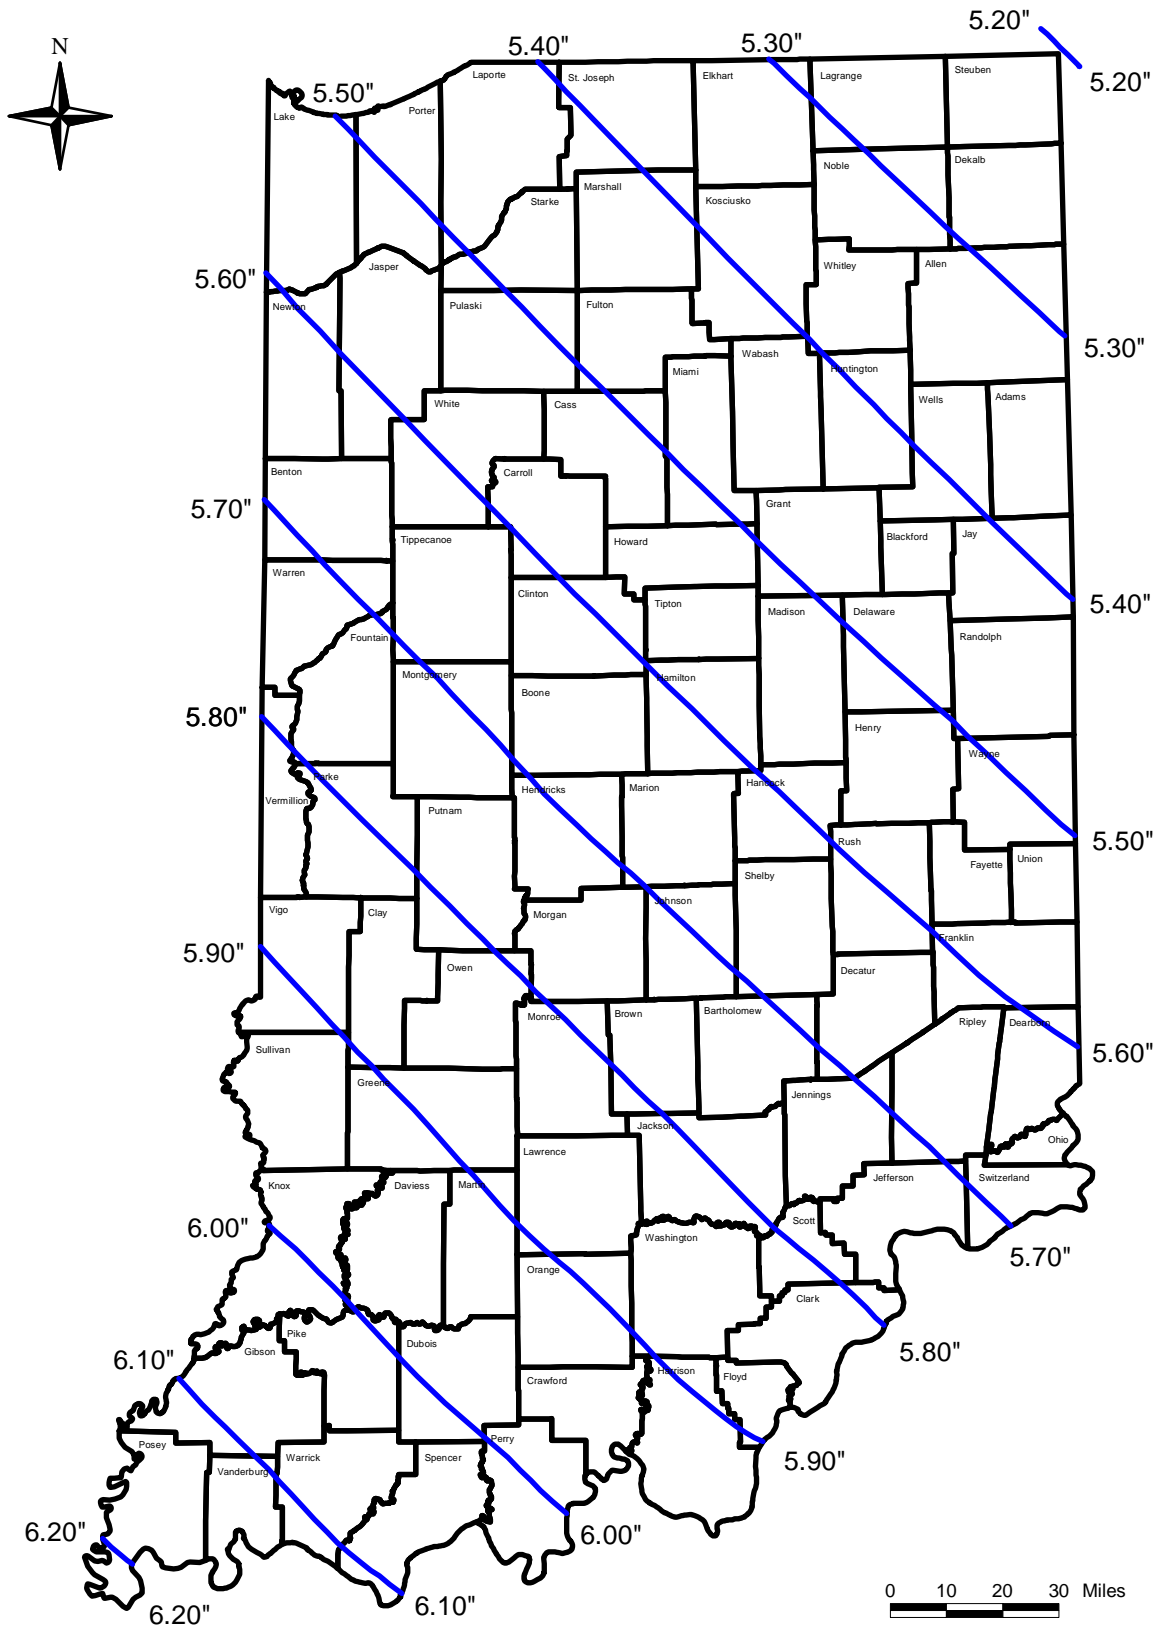 5.20"
N
5.40"
5.30"
5.20"
5.50"
Laporte
St. Joseph
Elkhart
Lagrange
Steuben
Lake
Porter
Noble
Dekalb
Marshall
Starke
Kosciusko
Jasper
Whitley
Allen
5.60"
Newton
Pulaski
Fulton
5.30"
Wabash
Miami
Huntington
White
Cass
Wells
Adams
Benton
Carroll
5.70"
Grant
Tippecanoe
Howard
Blackford
Jay
Warren
Clinton
Tipton
Madison
Delaware
5.40"
Fountain
Randolph
Montgomery
Hamilton
Boone
5.80"
Henry
Wayne
Parke
Hendricks
Marion
Hancock
Vermillion
Putnam
Rush
5.50"
Fayette
Union
Shelby
Johnson
Vigo
Clay
Morgan
Franklin
5.90"
Owen
Decatur
Monroe
Brown
Bartholomew
Ripley
Dearborn
Sullivan
5.60"
Greene
Jennings
Jackson
Ohio
Lawrence
Jefferson
Switzerland
Knox
Daviess
Martin
6.00"
Scott
Washington
5.70"
Orange
Clark
Pike
Gibson
Dubois
5.80"
6.10"
Crawford
Harrison
Floyd
Posey
Perry
Warrick
Spencer
5.90"
Vanderburg
6.20"
6.00"
0 10 20 30 Miles
6.10"
6.20"